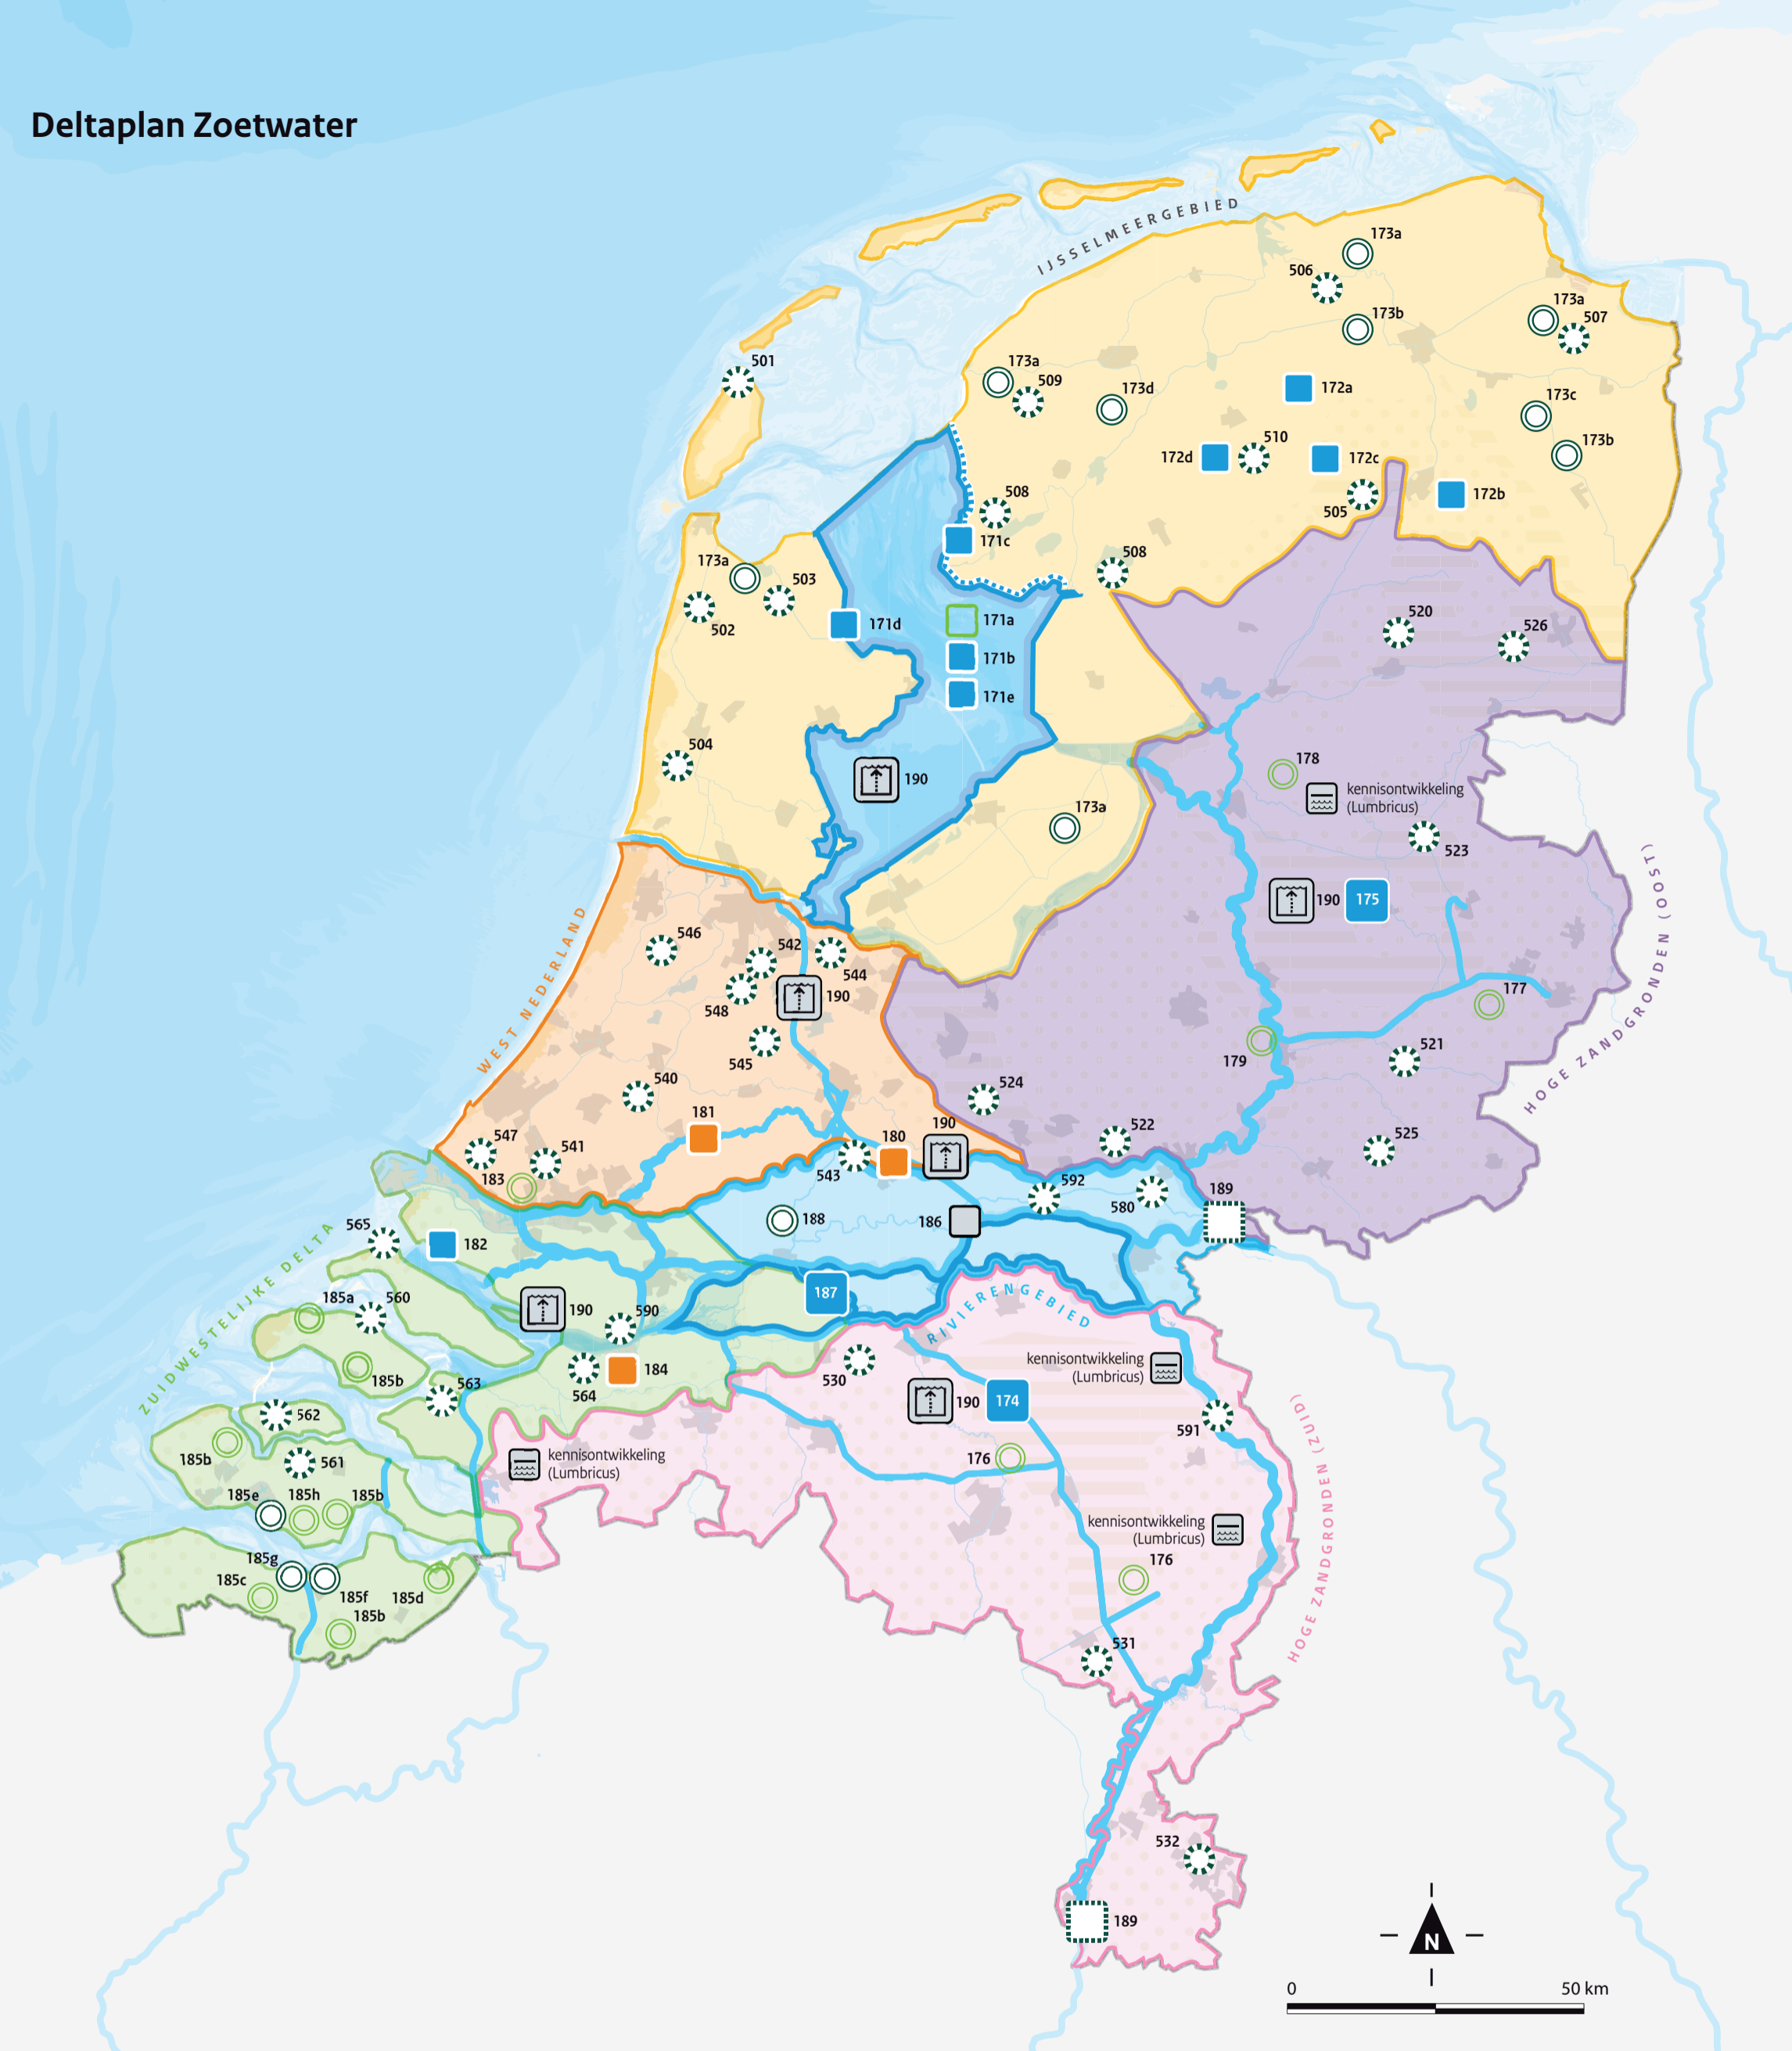 Deltaplan Zoetwater
IJSSELMEERGEBIED
173a
506
173b
173a
507
501
173a
509
173d
172a
173c
173b
172d
510
172c
172b
505
508
171c
508
173a
503
502
171d
171a
171b
171e
520
526
504
190
178
kennisontwikkeling
(Lumbricus)
173a
523
190
175
HOGE ZANDGRONDEN (OOST)
WEST NEDERLAND
546
542
544
548
190
545
177
179
521
540
524
181
180
190
522
525
547
541
543
183
592
580
189
565
182
188
186
ZUIDWESTELIJKE DELTA
185a
560
190
590
187
RIVIERENGEBIED
185b
563
564
184
530
kennisontwikkeling
(Lumbricus)
190
174
562
591
185b
561
kennisontwikkeling
(Lumbricus)
176
HOGE ZANDGRONDEN (ZUID)
185e
185h
185b
kennisontwikkeling
(Lumbricus)
176
185g
185c
185f
185d
185b
531
532
189
N
0
50 km